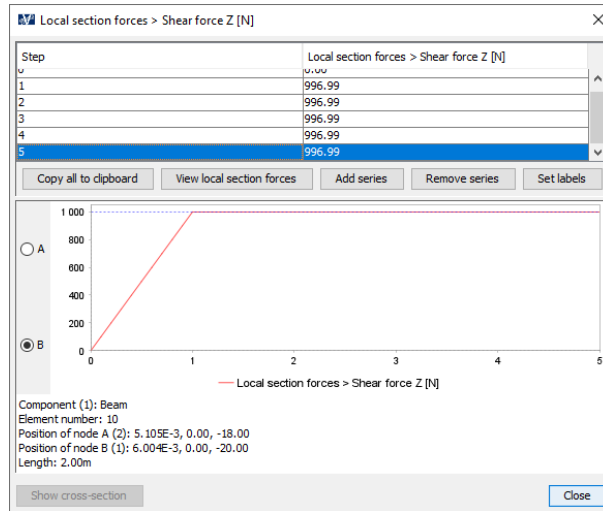 Local section forces > Shear force Z [N]
Step Local section forces > Shear force Z [N]
0 0.00
1 996.99
2 996.99
3 996.99
4 996.99
5 996.99
Copy all to clipboard View local section forces Add series Remove series Set labels
1 000
800
600
400
200
0
0 1 2 3 4 5
A
B
Local section forces > Shear force Z [N]
Component (1): Beam
Element number: 10
Position of node A (2): 5.105E-3, 0.00, -18.00
Position of node B (1): 6.004E-3, 0.00, -20.00
Length: 2.00m
Show cross-section Close